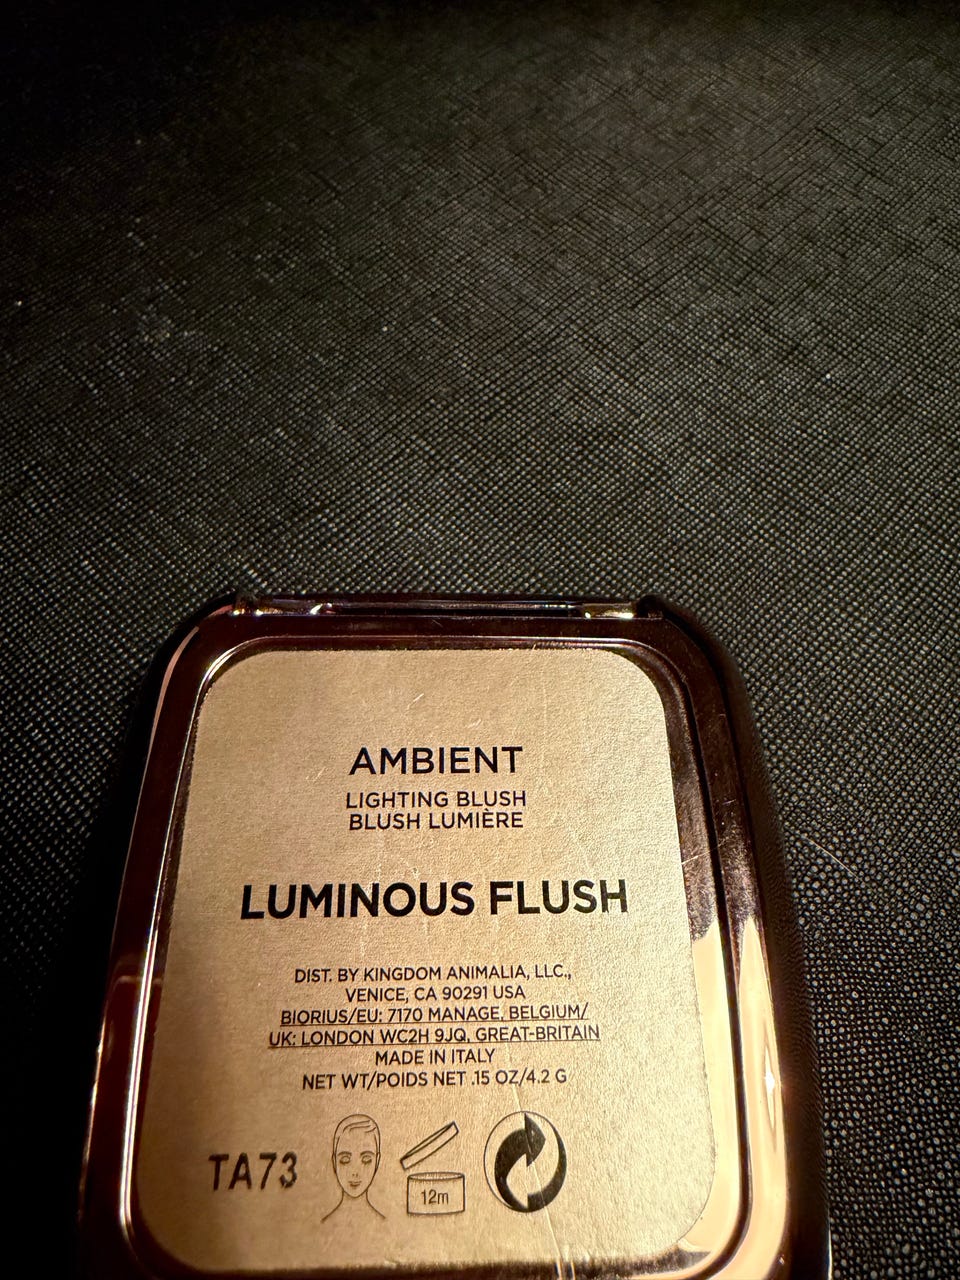 AMBIENT
LIGHTING BLUSH
BLUSH LUMIÈRE
LUMINOUS FLUSH
DIST. BY KINGDOM ANIMALIA, LLC.,
VENICE, CA 90291 USA
BIORIUS/EU: 7170 MANAGE, BELGIUM/
UK: LONDON WC2H 9JQ, GREAT-BRITAIN
MADE IN ITALY
NET WT/POIDS NET .15 OZ/4.2 G
TA73
12m